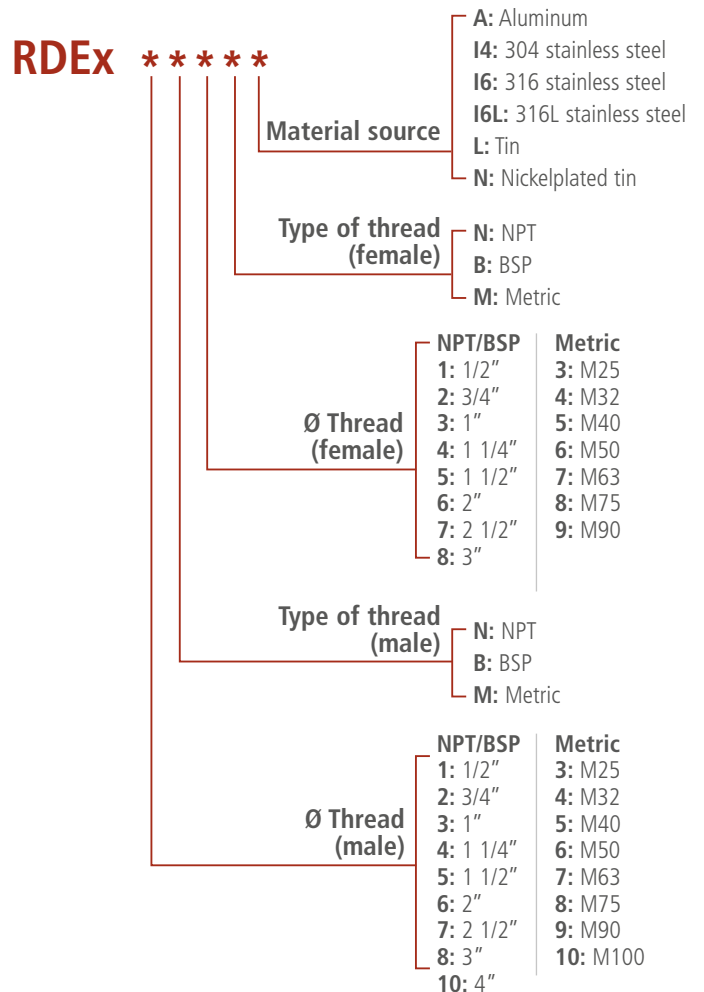 RDEx * * * * *
Material source
A: Aluminum
I4: 304 stainless steel
I6: 316 stainless steel
I6L: 316L stainless steel
L: Tin
N: Nickelplated tin
Type of thread
(female)
N: NPT
B: BSP
M: Metric
Ø Thread
(female)
NPT/BSP
1: 1/2”
2: 3/4”
3: 1”
4: 1 1/4”
5: 1 1/2”
6: 2”
7: 2 1/2”
8: 3”
Metric
3: M25
4: M32
5: M40
6: M50
7: M63
8: M75
9: M90
Type of thread
(male)
N: NPT
B: BSP
M: Metric
Ø Thread
(male)
NPT/BSP
1: 1/2”
2: 3/4”
3: 1”
4: 1 1/4”
5: 1 1/2”
6: 2”
7: 2 1/2”
8: 3”
10: 4”
Metric
3: M25
4: M32
5: M40
6: M50
7: M63
8: M75
9: M90
10: M100